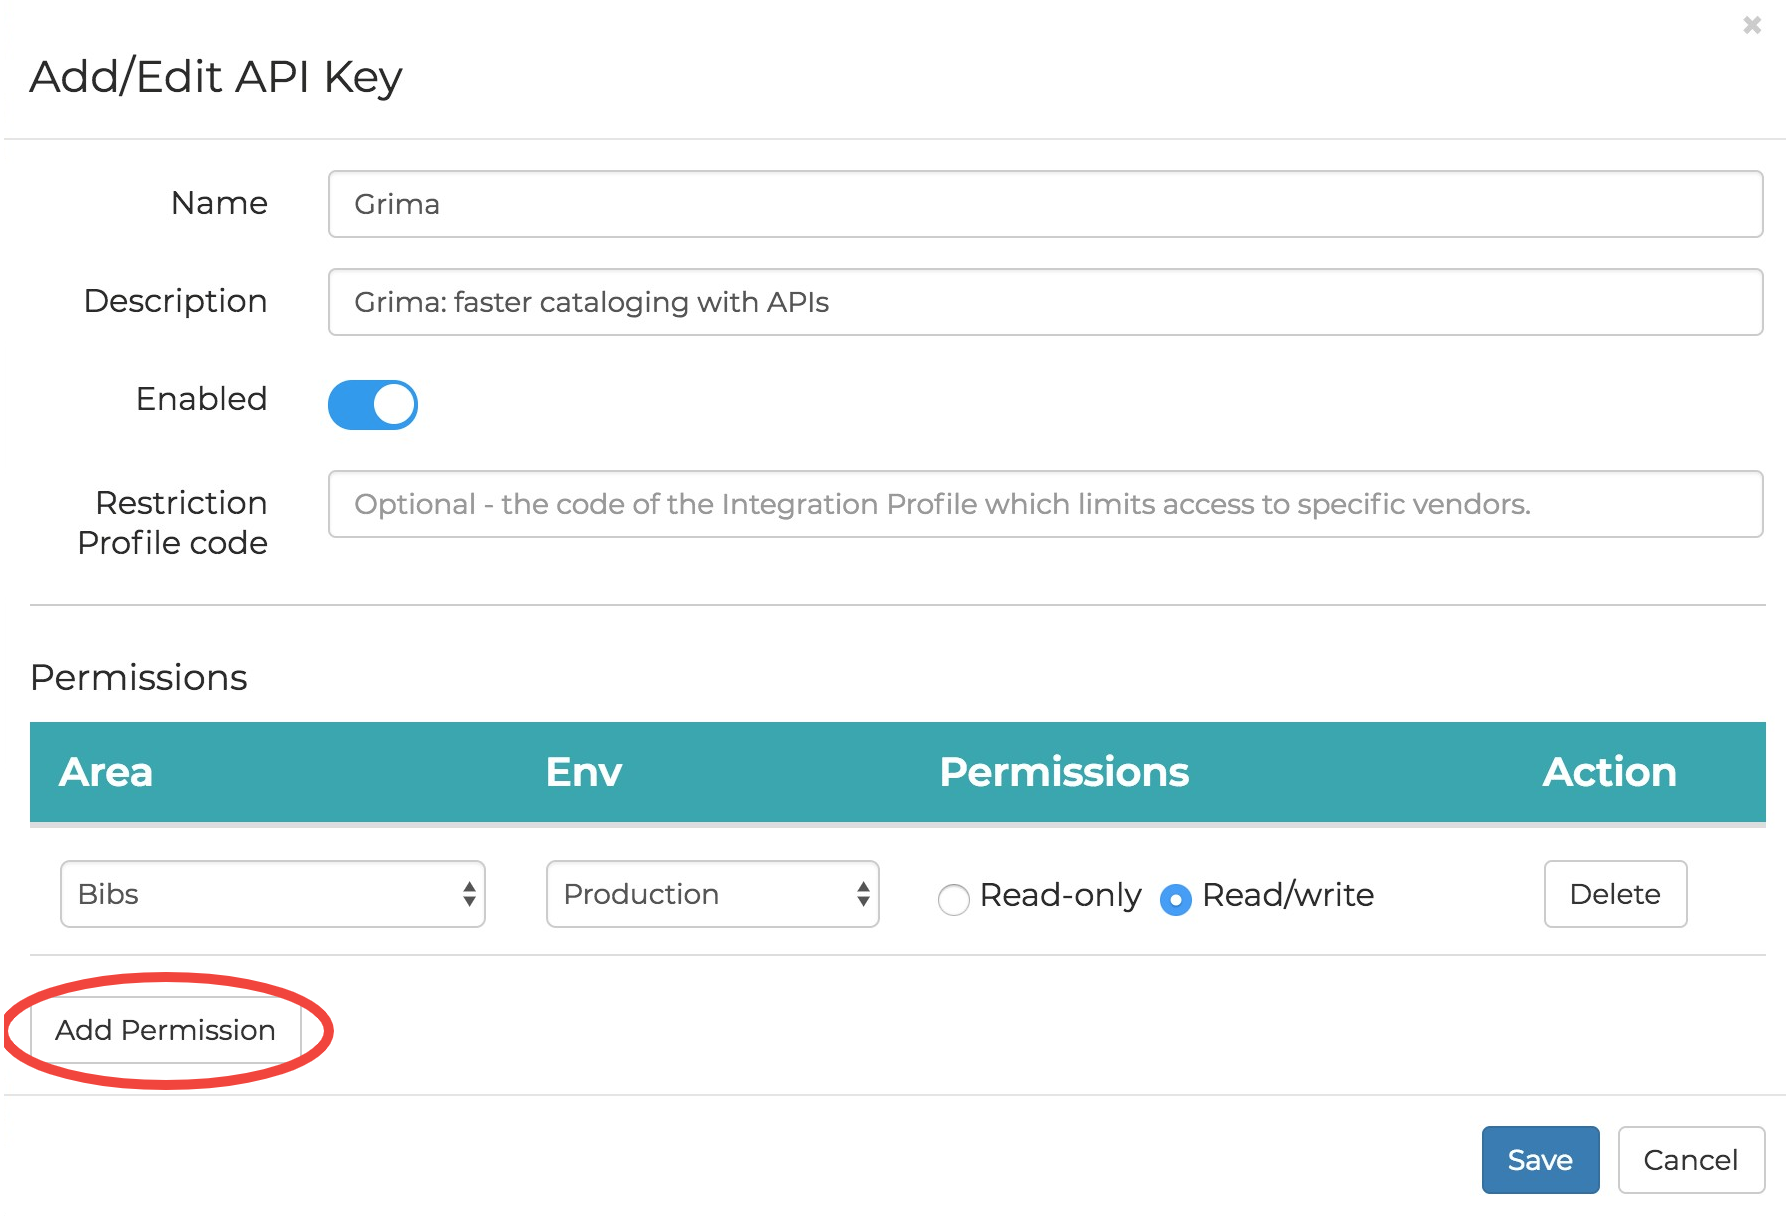 Add/Edit API Key
Name
Grima
Description
Grima: faster cataloging with APIs
Enabled
Restriction
Profile code
Optional - the code of the Integration Profile which limits access to specific vendors.
Permissions
Area Env Permissions Action
Bibs Production Read-only Read/write Delete
Add Permission
Save Cancel